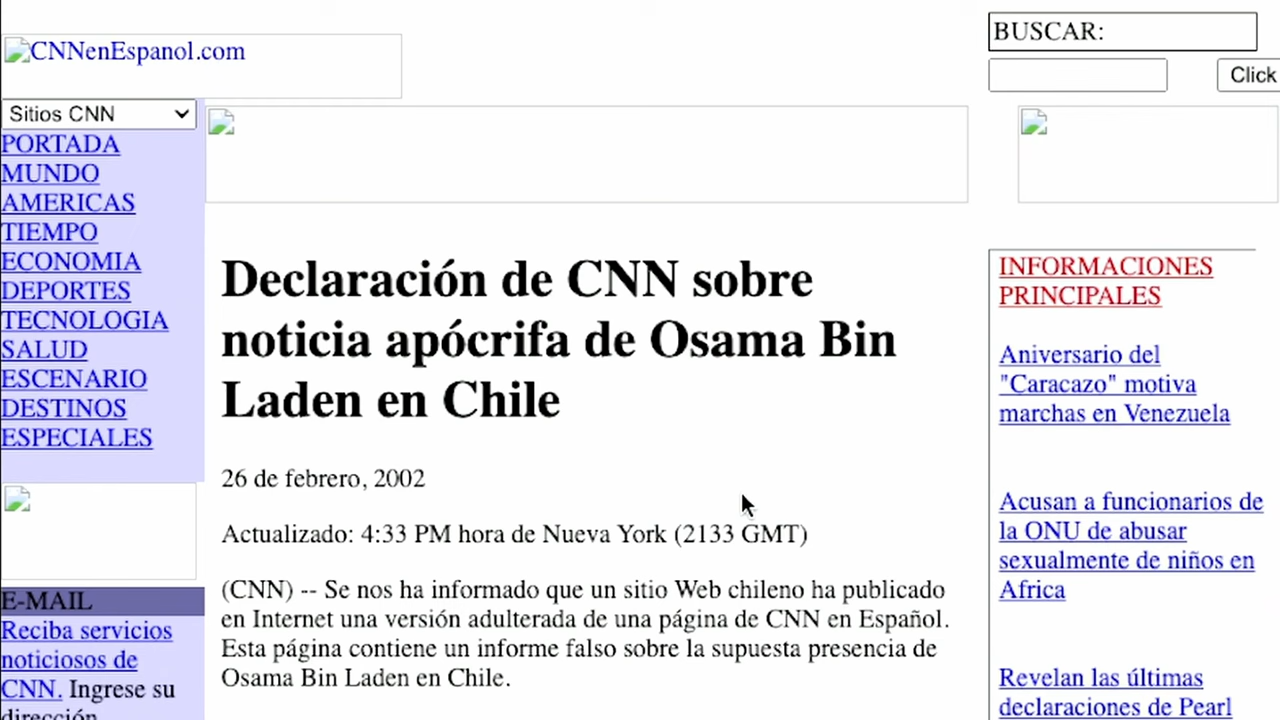 CNNenEspanol.com
BUSCAR:
Click
Sitios CNN
PORTADA
MUNDO
AMERICAS
TIEMPO
ECONOMIA
DEPORTES
TECNOLOGIA
SALUD
ESCENARIO
DESTINOS
ESPECIALES
E-MAIL
Reciba servicios
noticiosos de
CNN. Ingrese su
dirección
Declaración de CNN sobre
noticia apócrifa de Osama Bin
Laden en Chile
26 de febrero, 2002
Actualizado: 4:33 PM hora de Nueva York (2133 GMT)
(CNN) -- Se nos ha informado que un sitio Web chileno ha publicado
en Internet una versión adulterada de una página de CNN en Español.
Esta página contiene un informe falso sobre la supuesta presencia de
Osama Bin Laden en Chile.
INFORMACIONES
PRINCIPALES
Aniversario del
"Caracazo" motiva
marchas en Venezuela
Acusan a funcionarios de
la ONU de abusar
sexualmente de niños en
Africa
Revelan las últimas
declaraciones de Pearl